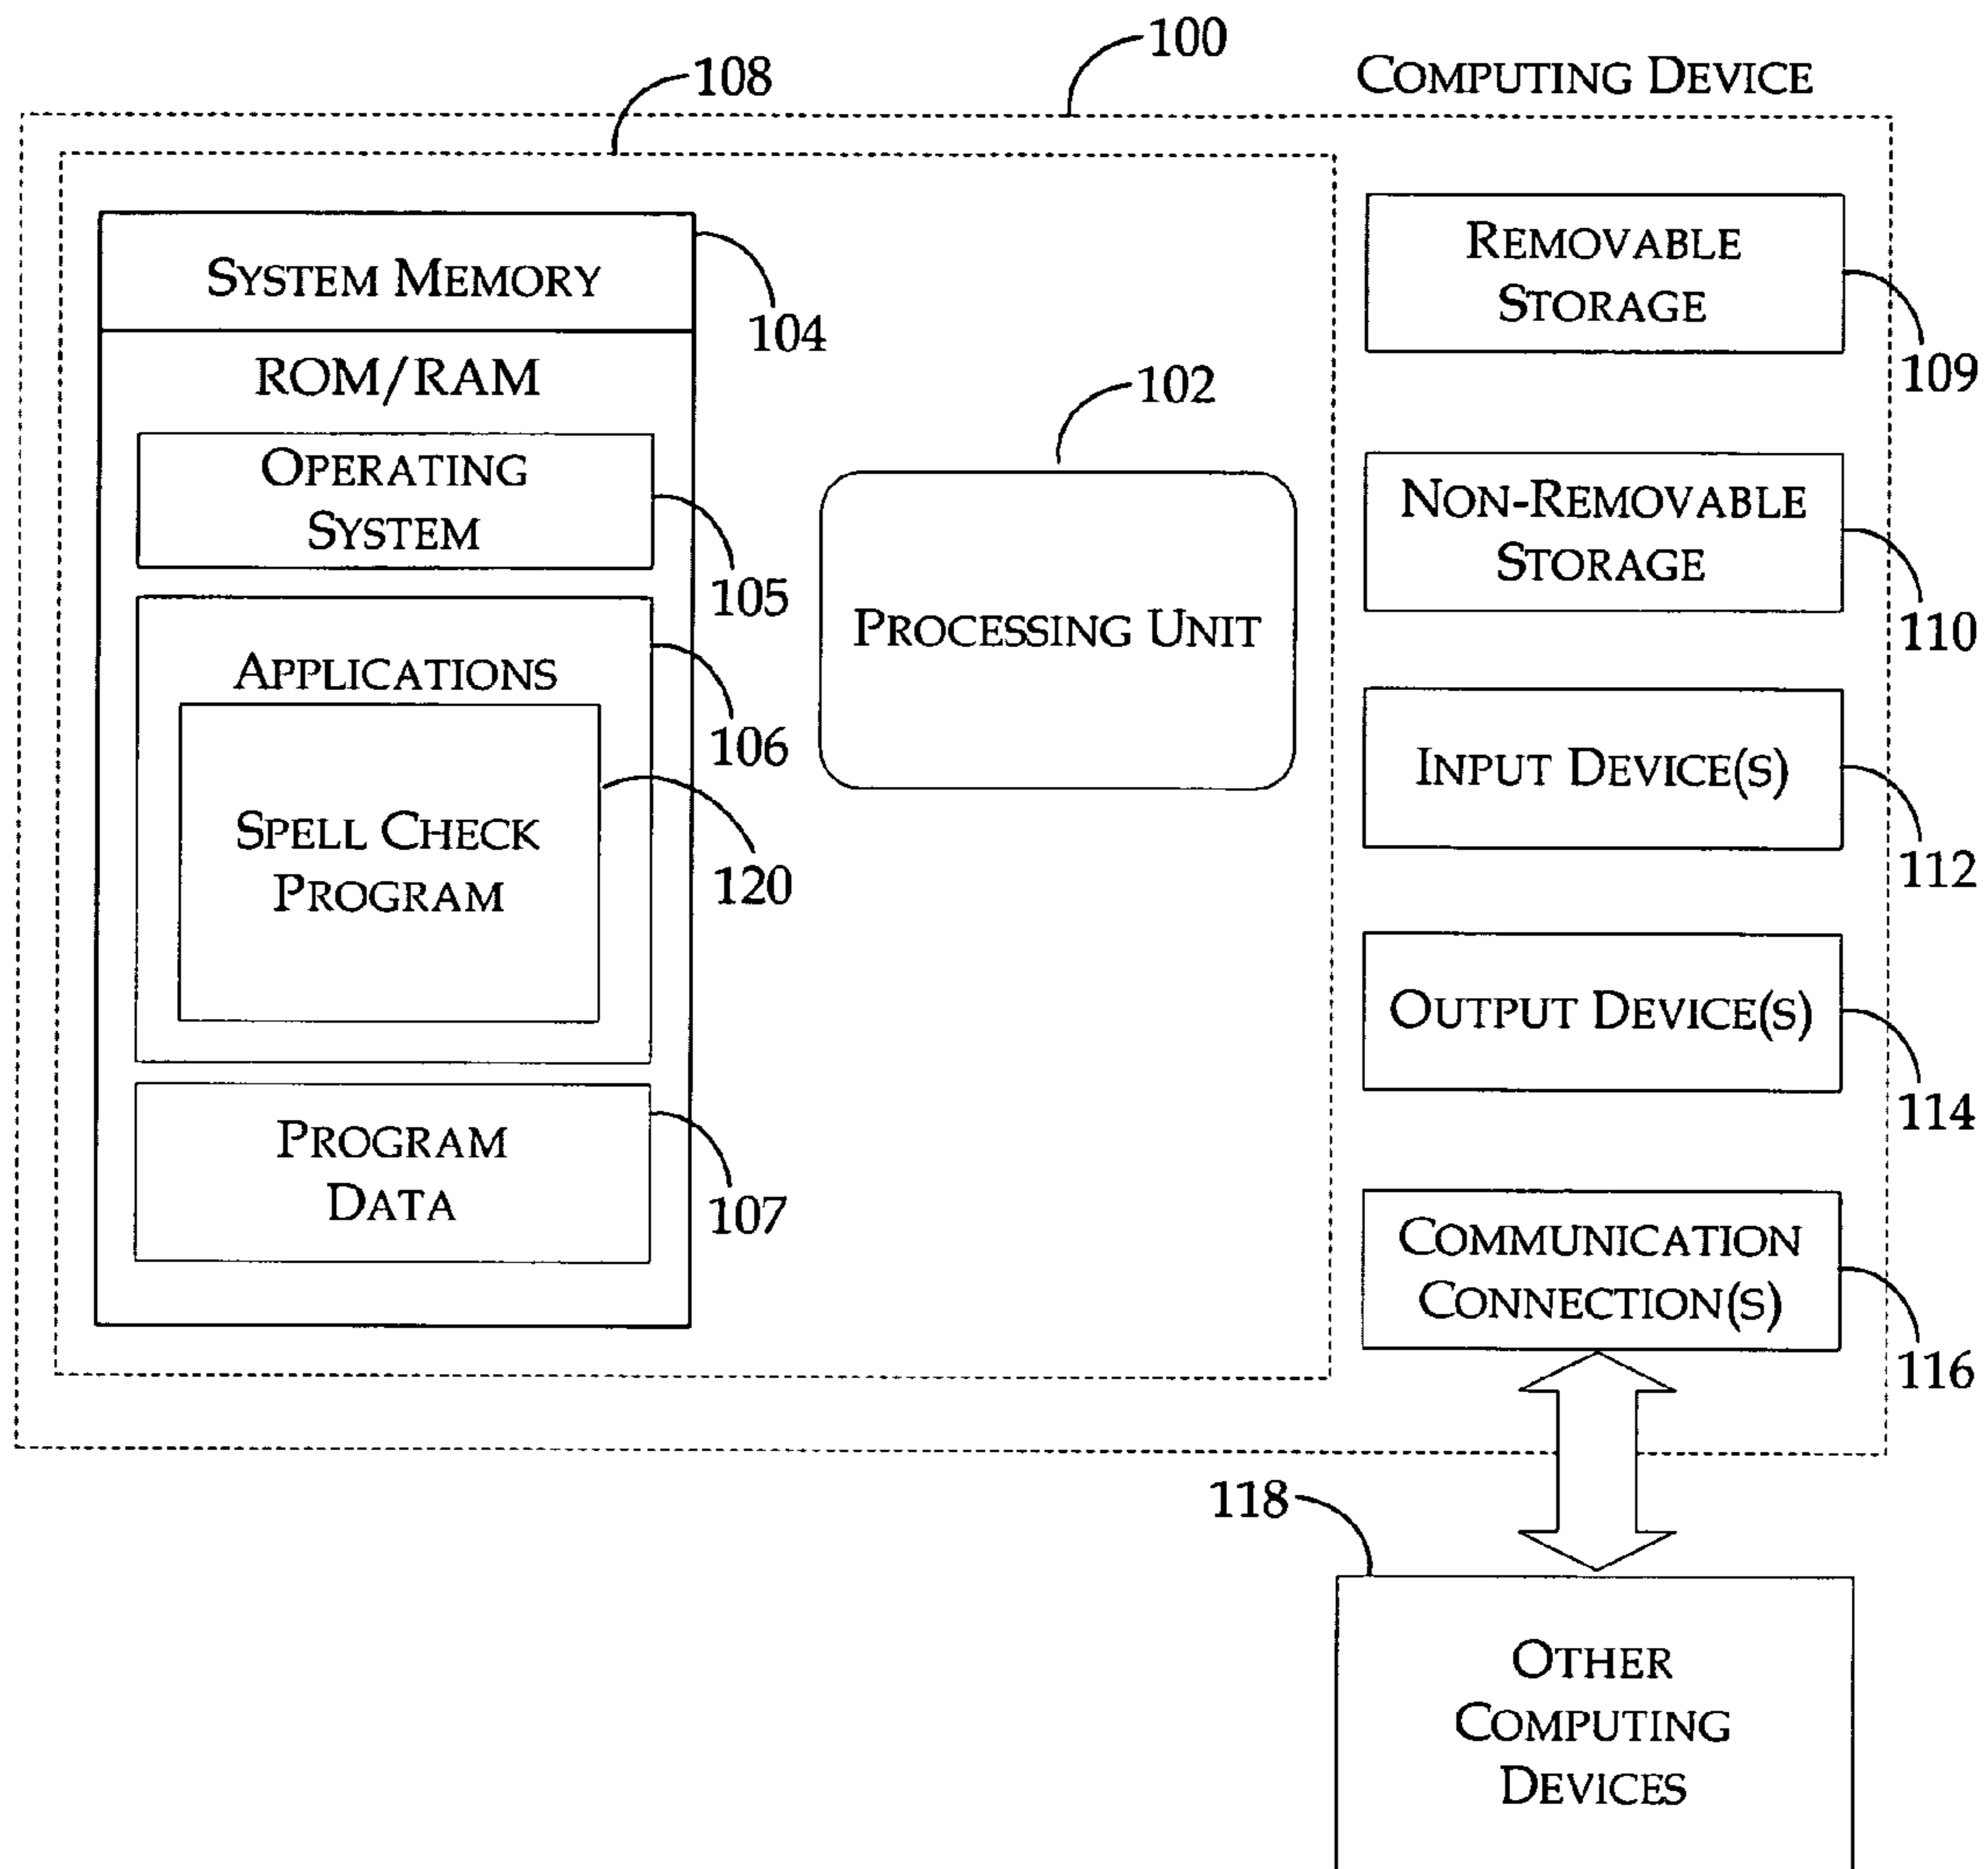 100
COMPUTING DEVICE
108
SYSTEM MEMORY
104
ROM/RAM
OPERATING
SYSTEM
105
APPLICATIONS
106
SPELL CHECK
PROGRAM
120
PROGRAM
DATA
107
102
PROCESSING UNIT
REMOVABLE
STORAGE
109
NON-REMOVABLE
STORAGE
110
INPUT DEVICE(S)
112
OUTPUT DEVICE(S)
114
COMMUNICATION
CONNECTION(S)
116
118
OTHER
COMPUTING
DEVICES